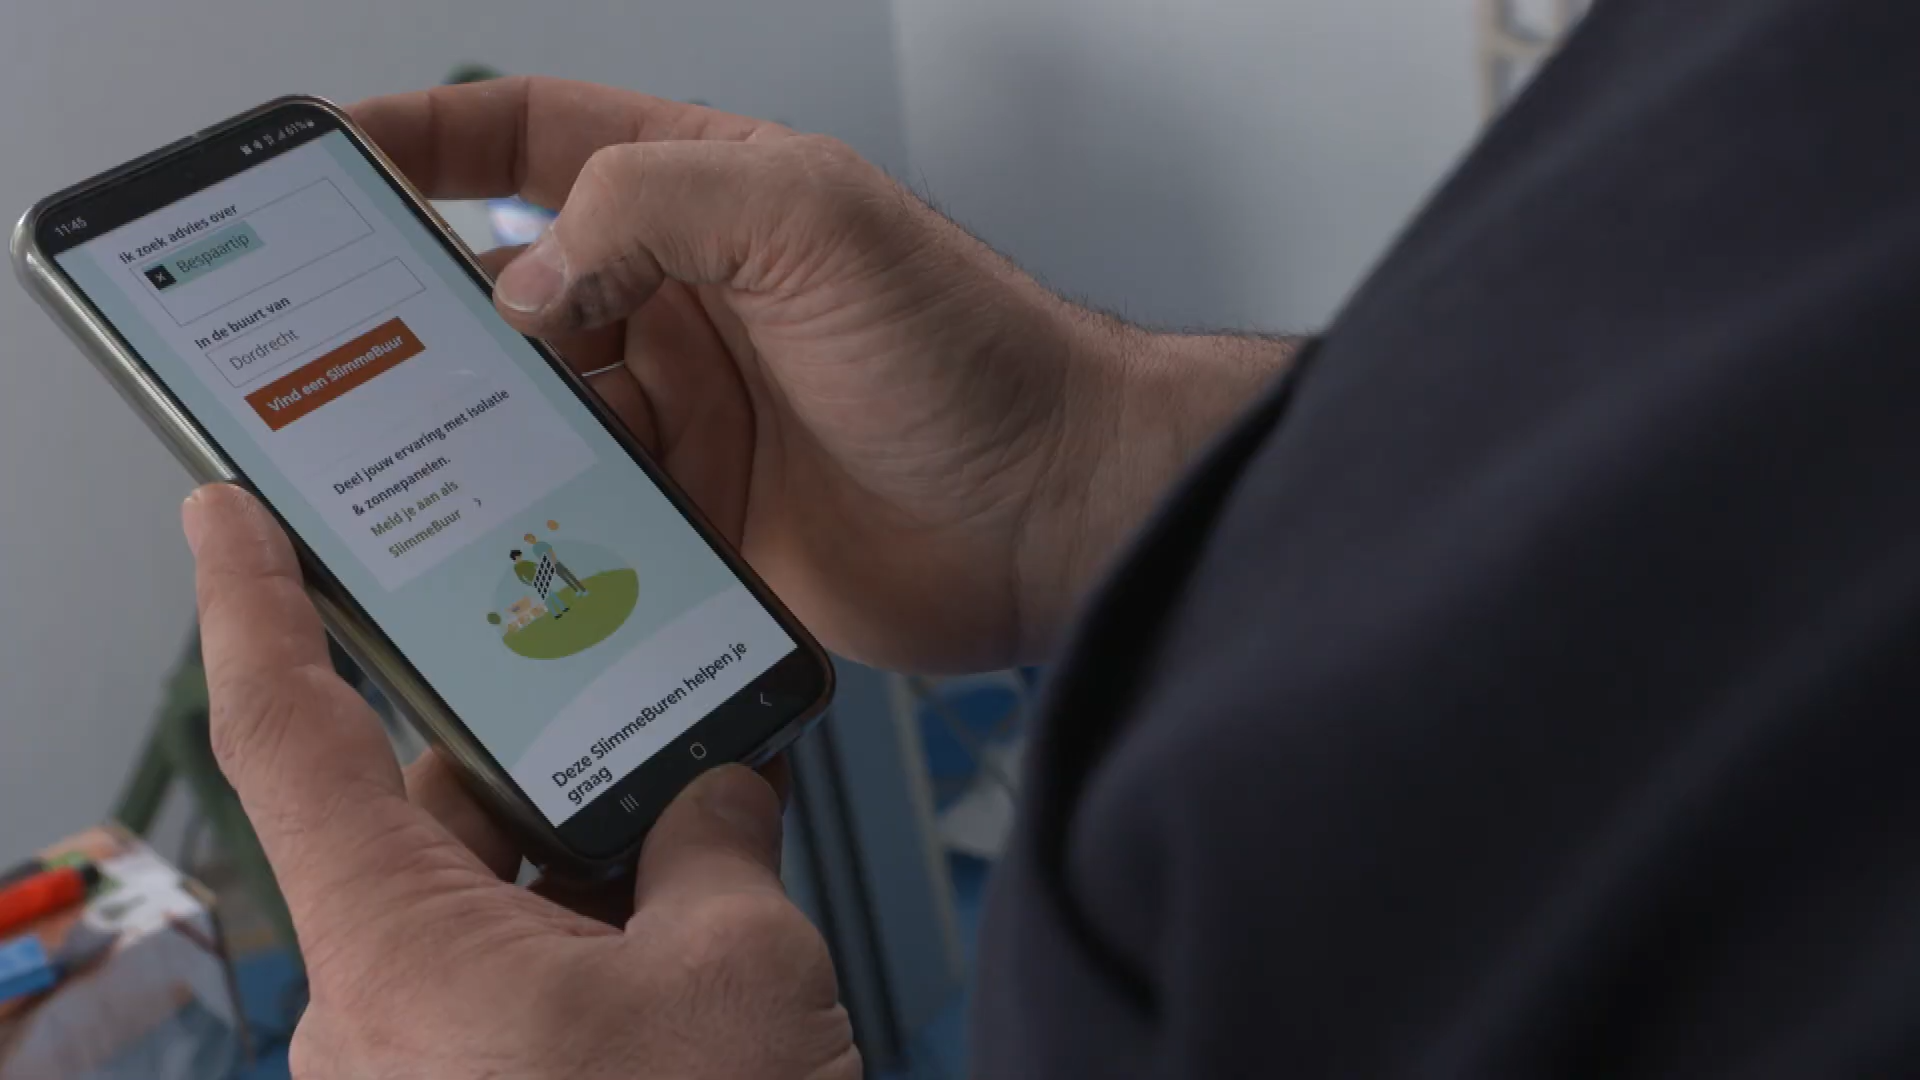 11:45
61%
Ik zoek advies over
Bespaartip
In de buurt van
Dordrecht
Vind een SlimmeBuur
Deel jouw ervaring met isolatie
& zonnepanelen.
Meld je aan als
SlimmeBuur
Deze SlimmeBuren helpen je
graag